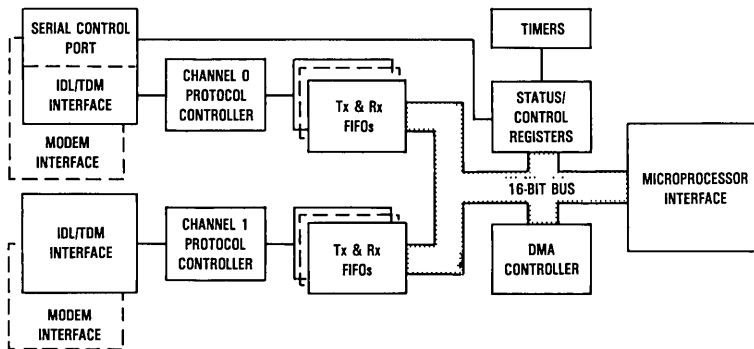 SERIAL CONTROL
PORT
IDL/TDM
INTERFACE
MODEM
INTERFACE
CHANNEL 0
PROTOCOL
CONTROLLER
Tx & Rx
FIFOs
TIMERS
STATUS/
CONTROL
REGISTERS
16-BIT BUS
MICROPROCESSOR
INTERFACE
IDL/TDM
INTERFACE
MODEM
INTERFACE
CHANNEL 1
PROTOCOL
CONTROLLER
Tx & Rx
FIFOs
DMA
CONTROLLER